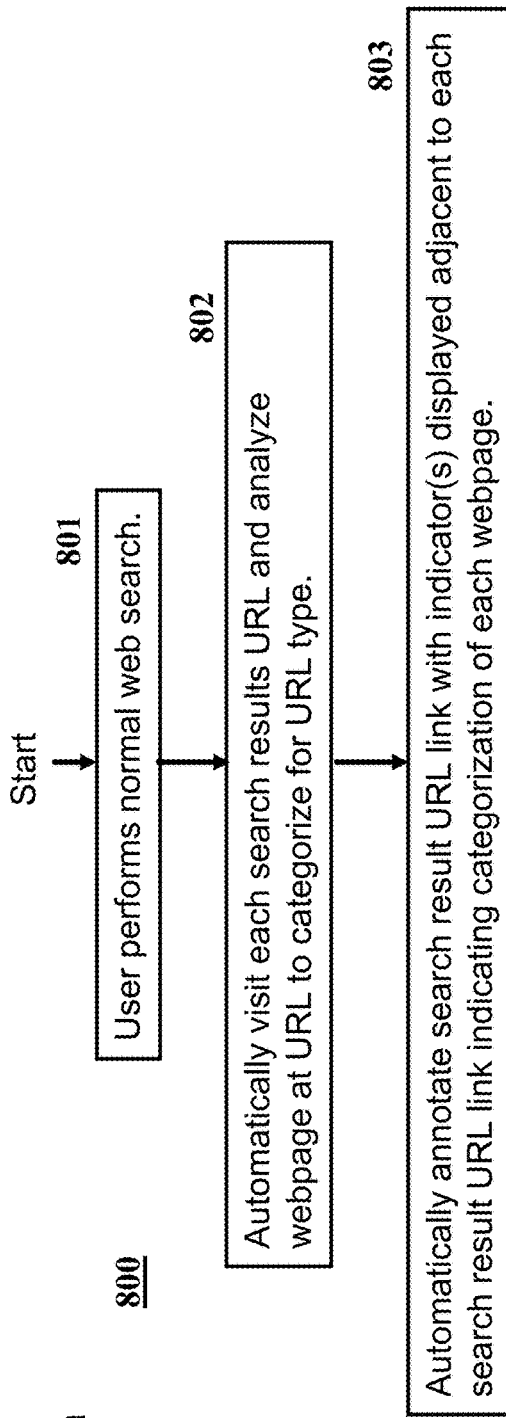 Start
800
801
User performs normal web search.
802
Automatically visit each search results URL and analyze
webpage at URL to categorize for URL type.
803
Automatically annotate search result URL link with indicator(s) displayed adjacent to each
search result URL link indicating categorization of each webpage.